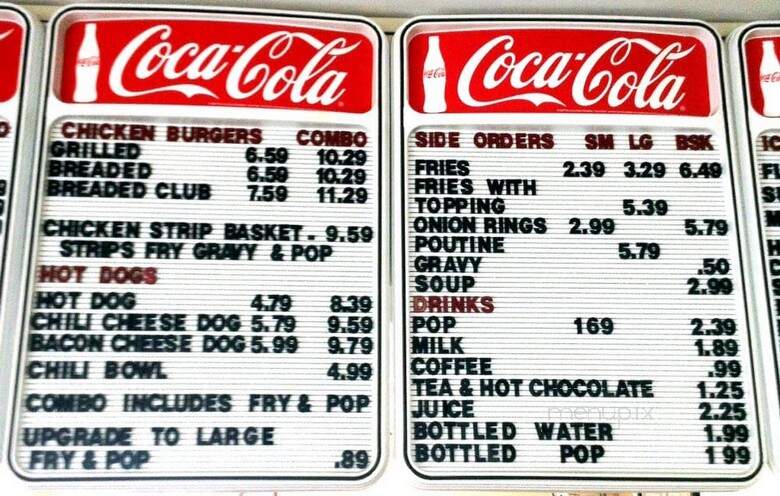 Coca-Cola
CHICKEN BURGERS COMBO
GRILLED 6.59 10.29
BREADED 6.59 10.29
BREADED CLUB 7.59 11.29
CHICKEN STRIP BASKET. 9.59
STRIPS FRY GRAVY & POP
HOT DOGS
HOT DOG 4.79 8.39
CHILI CHEESE DOG 5.79 9.59
BACON CHEESE DOG 5.99 9.79
CHILI BOWL 4.99
COMBO INCLUDES FRY & POP
UPGRADE TO LARGE
FRY & POP .89
Coca-Cola
SIDE ORDERS SM LG BSK
FRIES 2.39 3.29 6.49
FRIES WITH
TOPPING 5.39
ONION RINGS 2.99 5.79
POUTINE 5.79
GRAVY .50
SOUP 2.99
DRINKS
POP 169 2.39
MILK 1.89
COFFEE .99
TEA & HOT CHOCOLATE 1.25
JUICE 2.25
BOTTLED WATER 1.99
BOTTLED POP 199
menupix